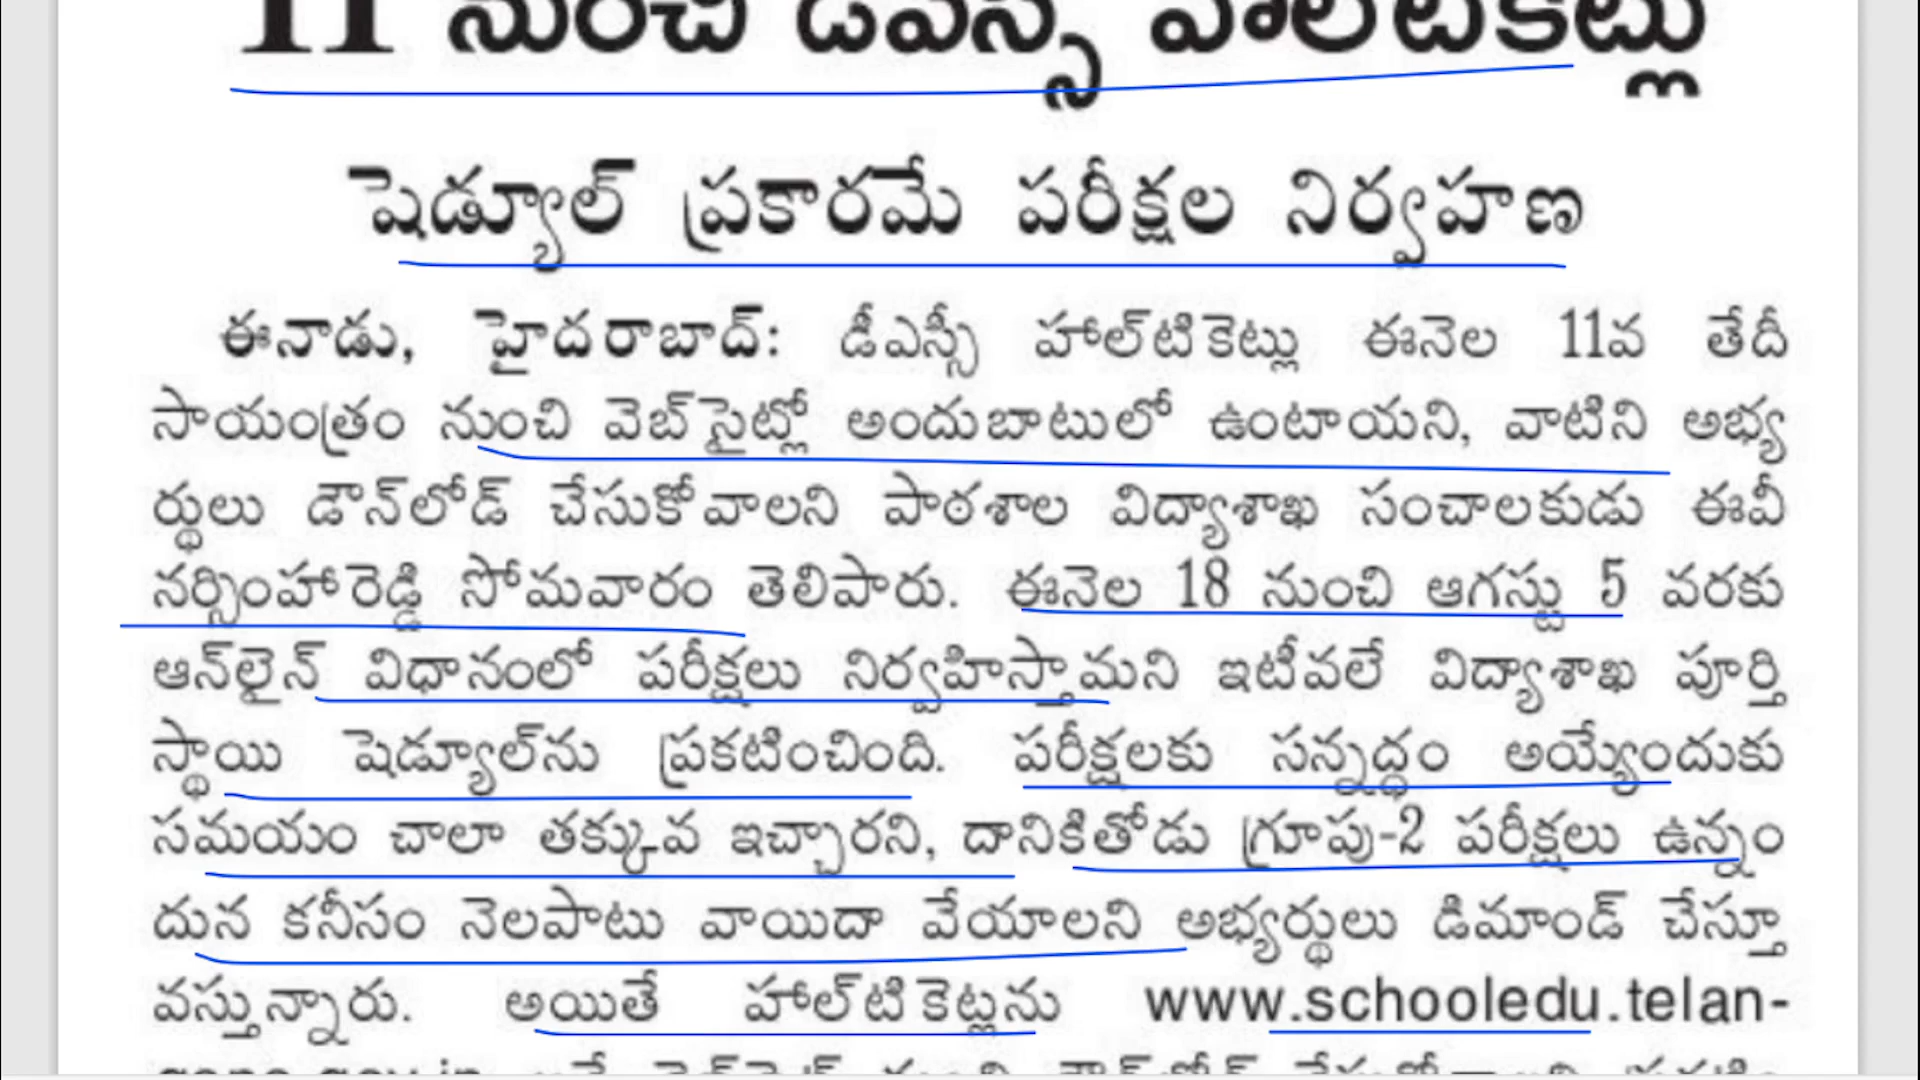 11 నుంచి డీఎస్సీ హాల్‌టికెట్లు
షెడ్యూల్ ప్రకారమే పరీక్షల నిర్వహణ
ఈనాడు, హైదరాబాద్: డీఎస్సీ హాల్‌టికెట్లు ఈనెల 11వ తేదీ
సాయంత్రం నుంచి వెబ్‌సైట్లో అందుబాటులో ఉంటాయని, వాటిని అభ్య
ర్థులు డౌన్‌లోడ్ చేసుకోవాలని పాఠశాల విద్యాశాఖ సంచాలకుడు ఈవీ
నర్సింహారెడ్డి సోమవారం తెలిపారు. ఈనెల 18 నుంచి ఆగస్టు 5 వరకు
ఆన్‌లైన్ విధానంలో పరీక్షలు నిర్వహిస్తామని ఇటీవలే విద్యాశాఖ పూర్తి
స్థాయి షెడ్యూల్‌ను ప్రకటించింది. పరీక్షలకు సన్నద్ధం అయ్యేందుకు
సమయం చాలా తక్కువ ఇచ్చారని, దానికితోడు గ్రూపు-2 పరీక్షలు ఉన్నం
దున కనీసం నెలపాటు వాయిదా వేయాలని అభ్యర్థులు డిమాండ్ చేస్తూ
వస్తున్నారు. అయితే హాల్‌టికెట్లను www.schooledu.telan-